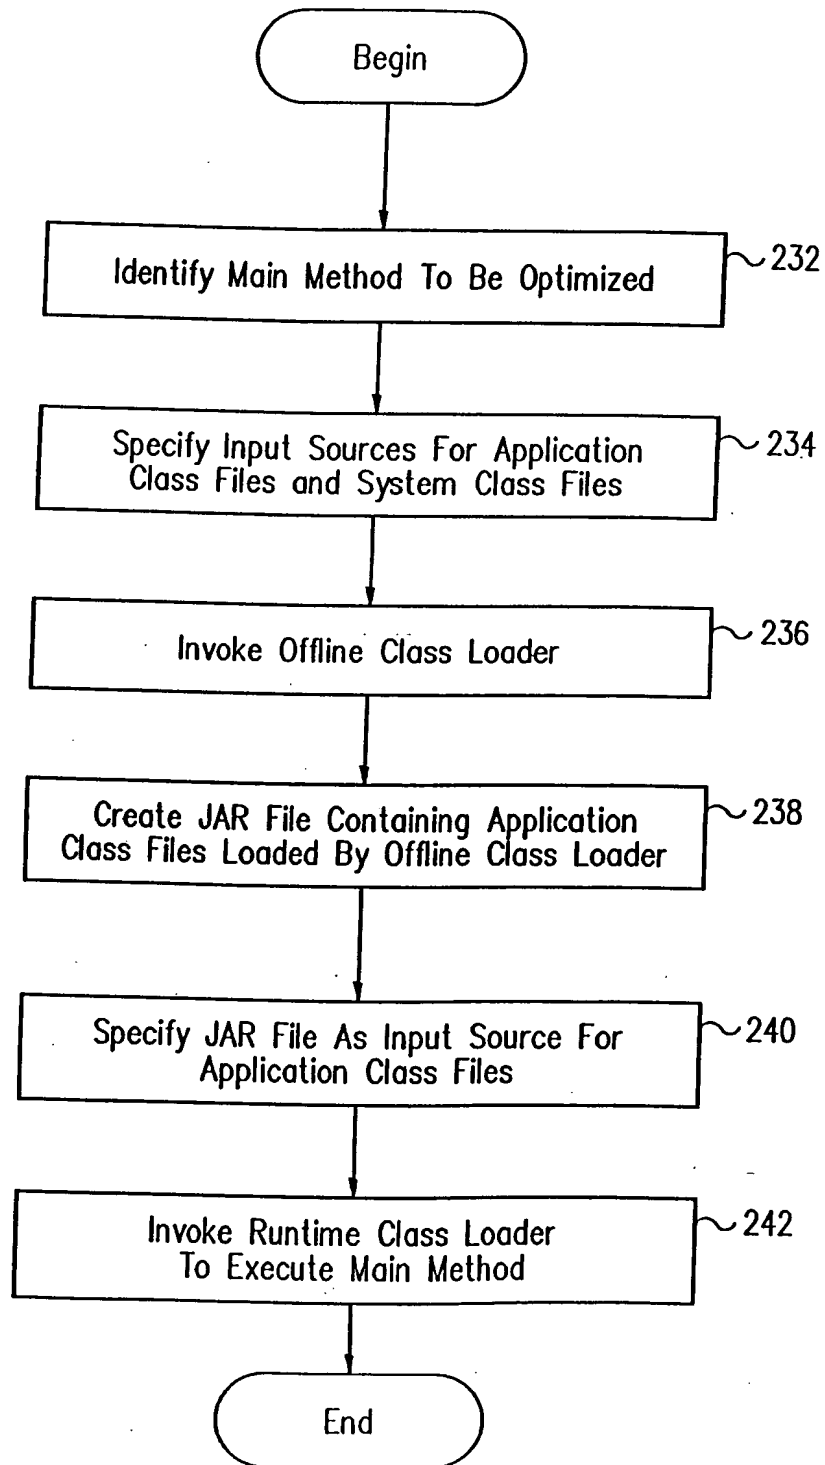 Begin
Identify Main Method To Be Optimized
232
Specify Input Sources For Application
Class Files and System Class Files
234
Invoke Offline Class Loader
236
Create JAR File Containing Application
Class Files Loaded By Offline Class Loader
238
Specify JAR File As Input Source For
Application Class Files
240
Invoke Runtime Class Loader
To Execute Main Method
242
End